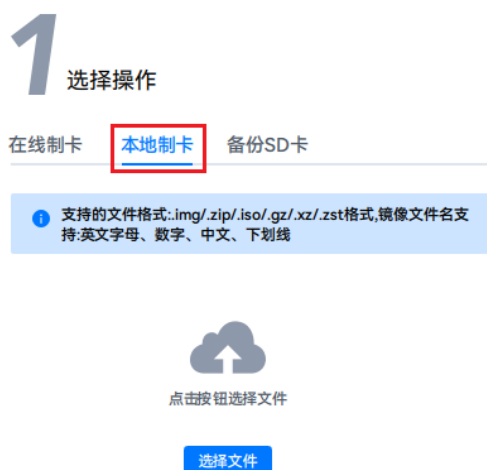 1
选择操作
在线制卡 本地制卡 备份SD卡
支持的文件格式:.img/.zip/.iso/.gz/.xz/.zst格式,镜像文件名支
持:英文字母、数字、中文、下划线
点击按钮选择文件
选择文件